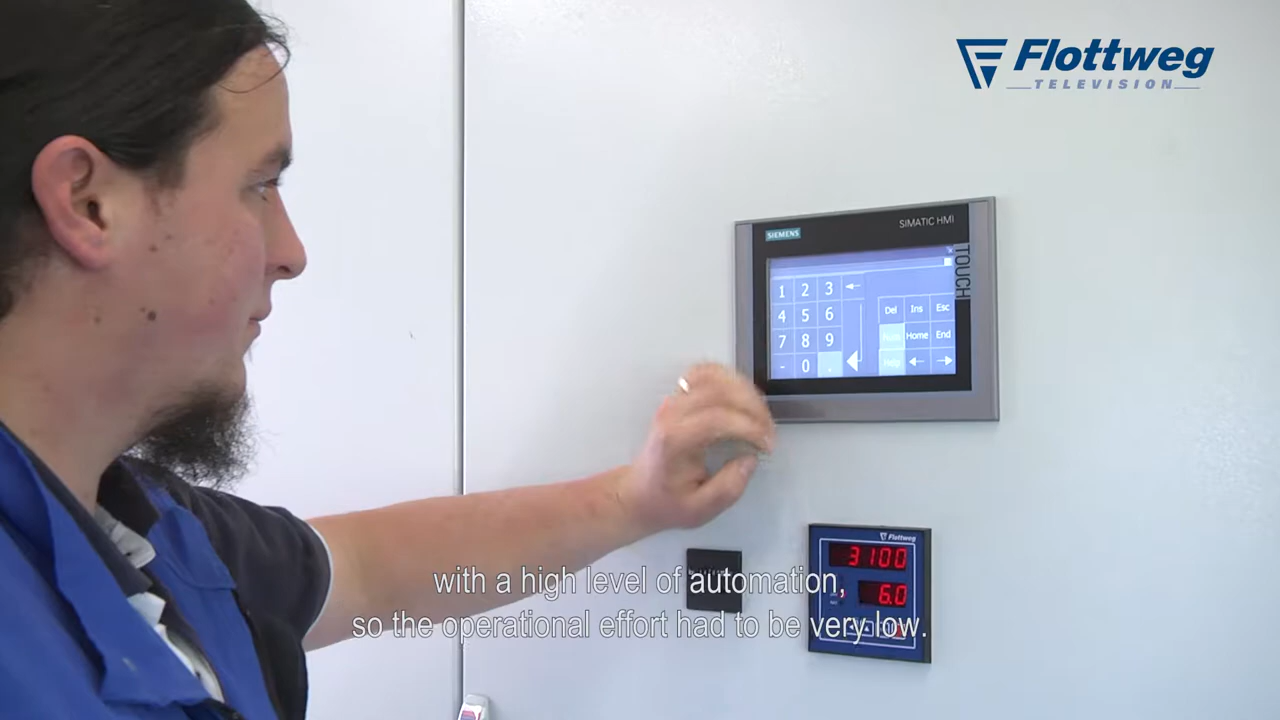 Flottweg
TELEVISION
SIEMENS
SIMATIC HMI
TOUCH
1 2 3 ←
4 5 6
7 8 9
- 0 .
Del Ins Esc
Home End
Help ← →
Flottweg
3100
6.0
with a high level of automation,
so the operational effort had to be very low.